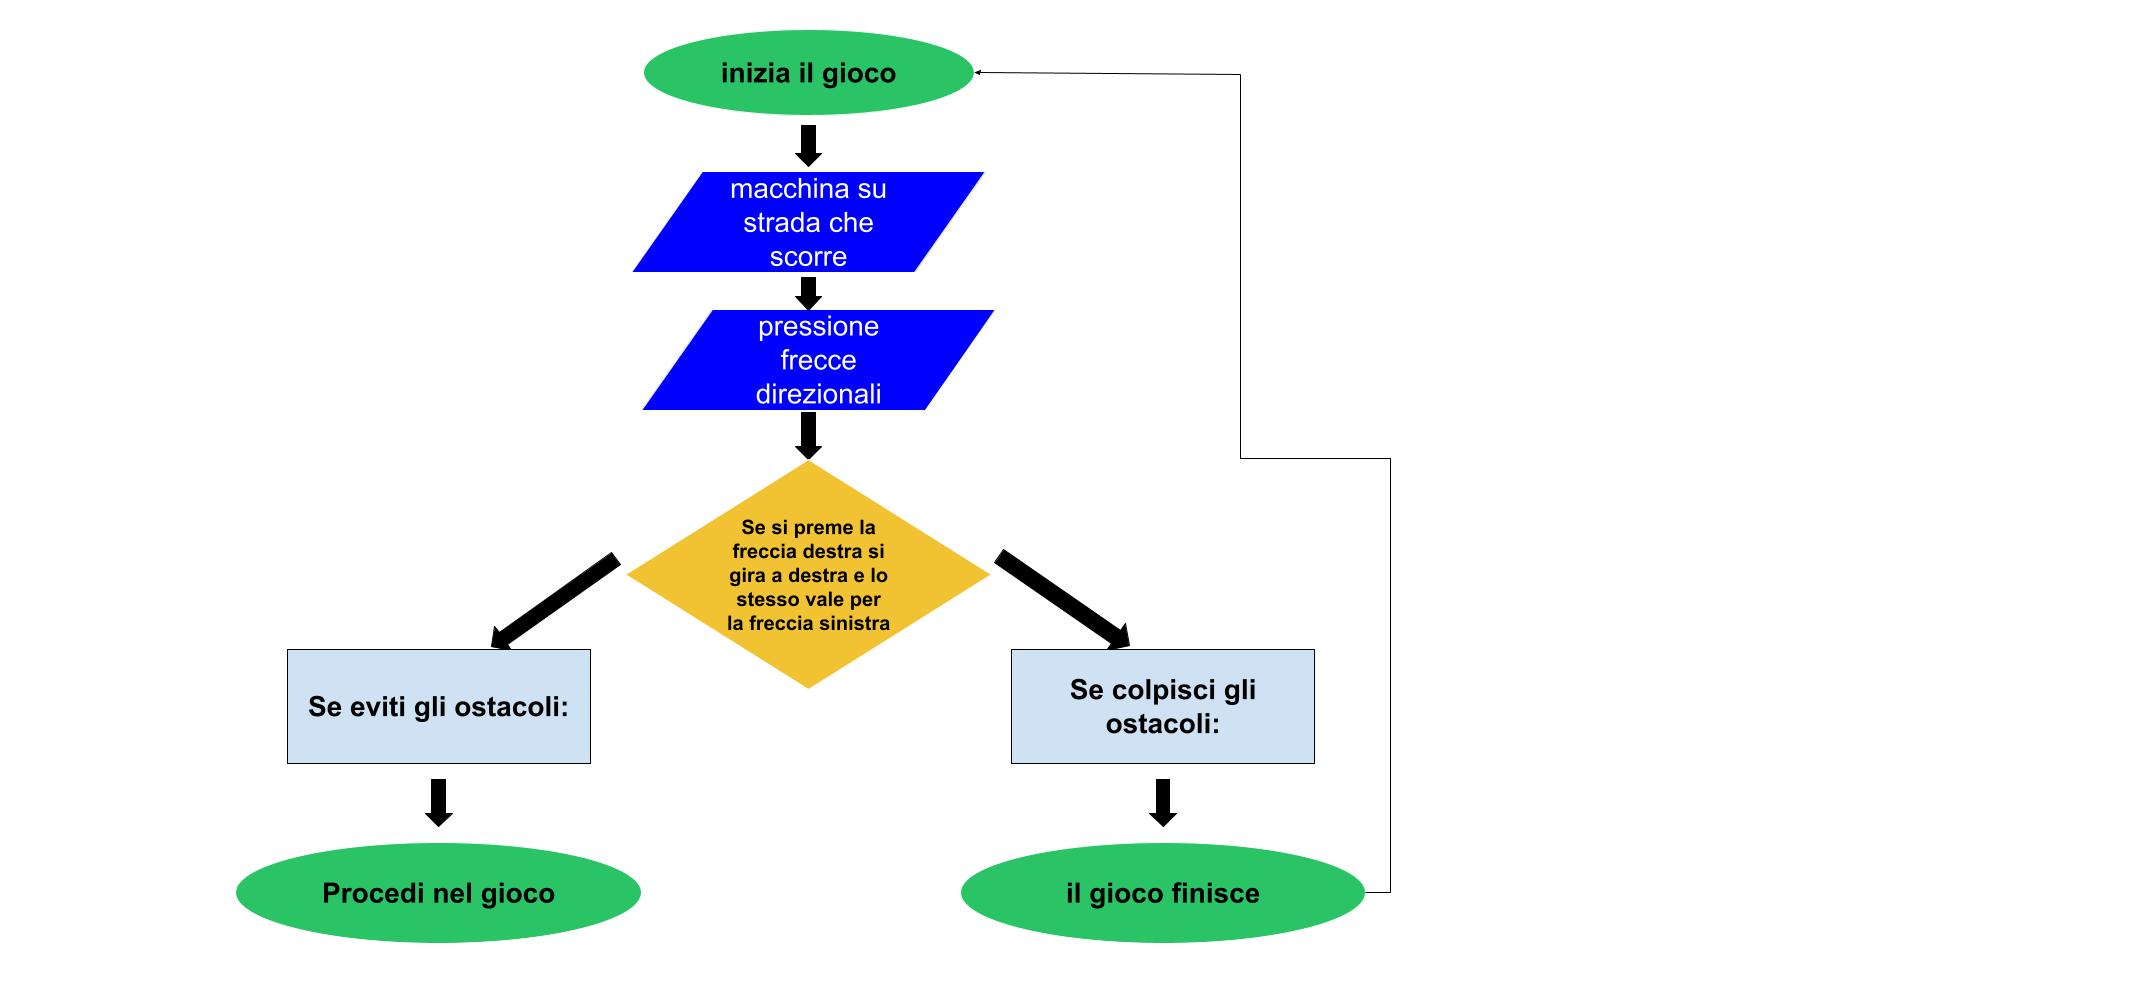 inizia il gioco
macchina su
strada che
scorre
pressione
frecce
direzionali
Se si preme la
freccia destra si
gira a destra e lo
stesso vale per
la freccia sinistra
Se eviti gli ostacoli:
Se colpisci gli
ostacoli:
Procedi nel gioco
il gioco finisce